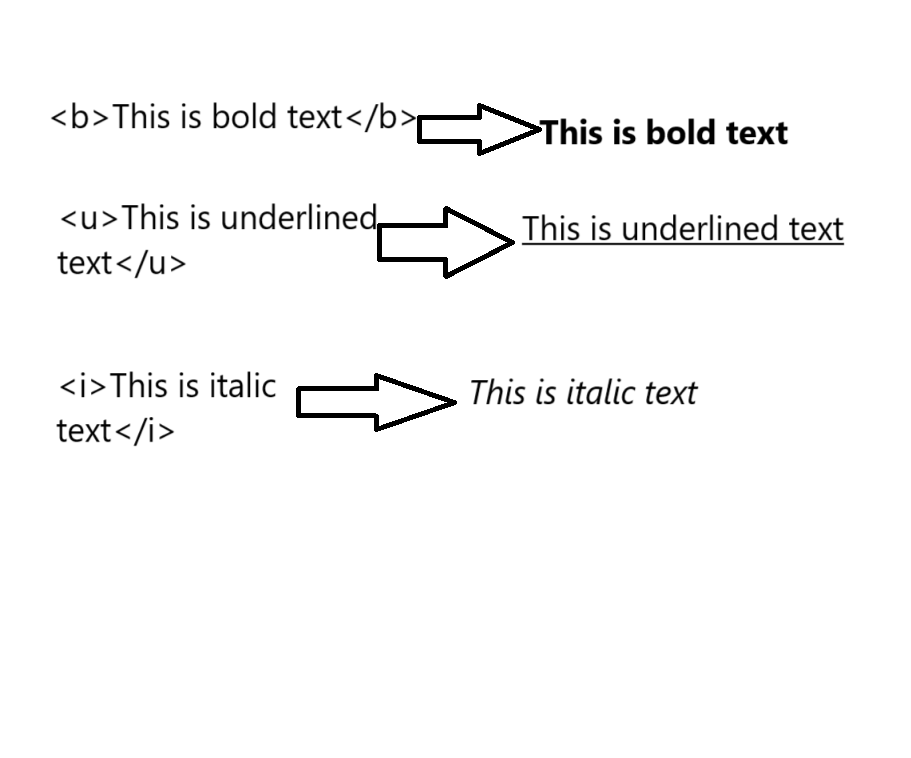 <b>This is bold text</b>
This is bold text
<u>This is underlined
text</u>
This is underlined text
<i>This is italic
text</i>
This is italic text